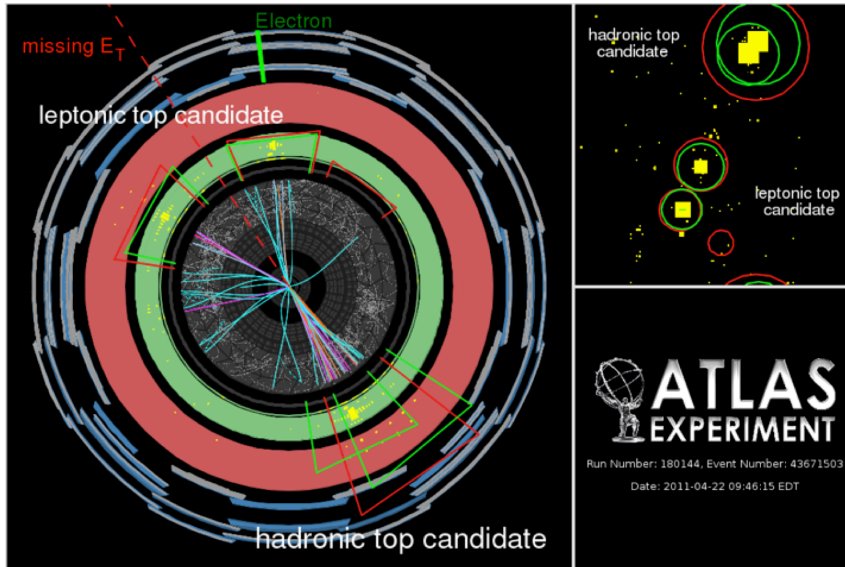 Electron
missing E_T
leptonic top candidate
hadronic top candidate
hadronic top
candidate
leptonic top
candidate
ATLAS
EXPERIMENT
Run Number: 180144, Event Number: 43671503
Date: 2011-04-22 09:46:15 EDT